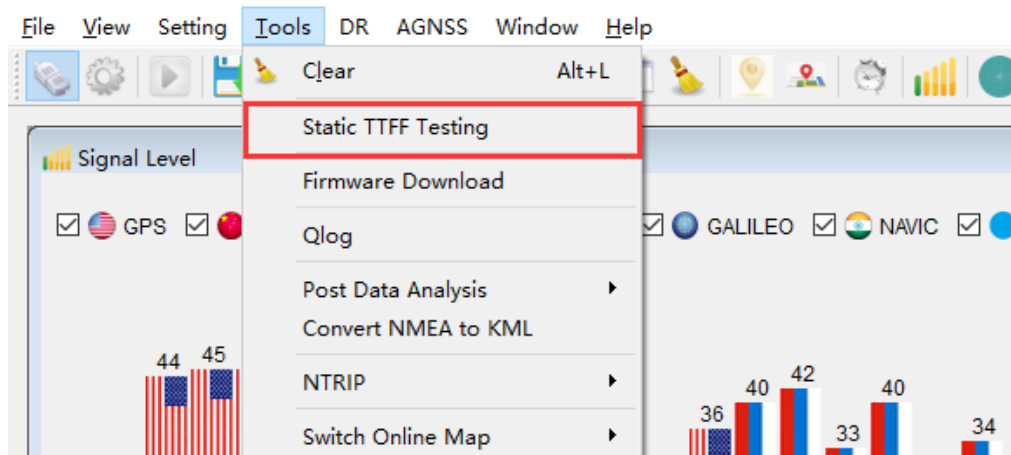 File View Setting Tools DR AGNSS Window Help
Clear Alt+L
Static TTFF Testing
Signal Level
Firmware Download
GPS GALILEO NAVIC
Qlog
Post Data Analysis
Convert NMEA to KML
44 45
NTRIP
40 42 40
36 33 34
Switch Online Map